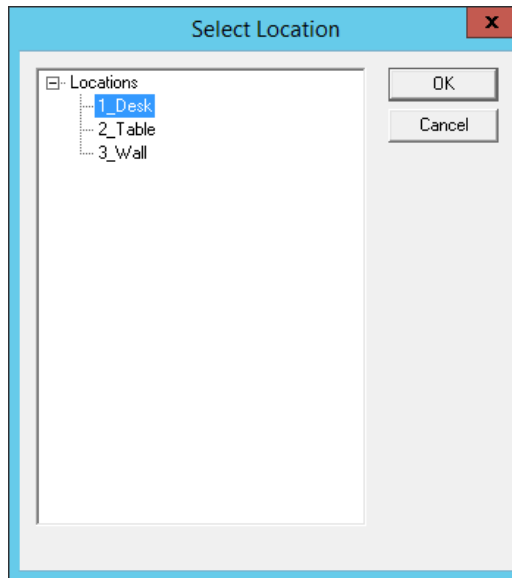 Select Location
x
Locations
1_Desk
2_Table
3_Wall
OK
Cancel